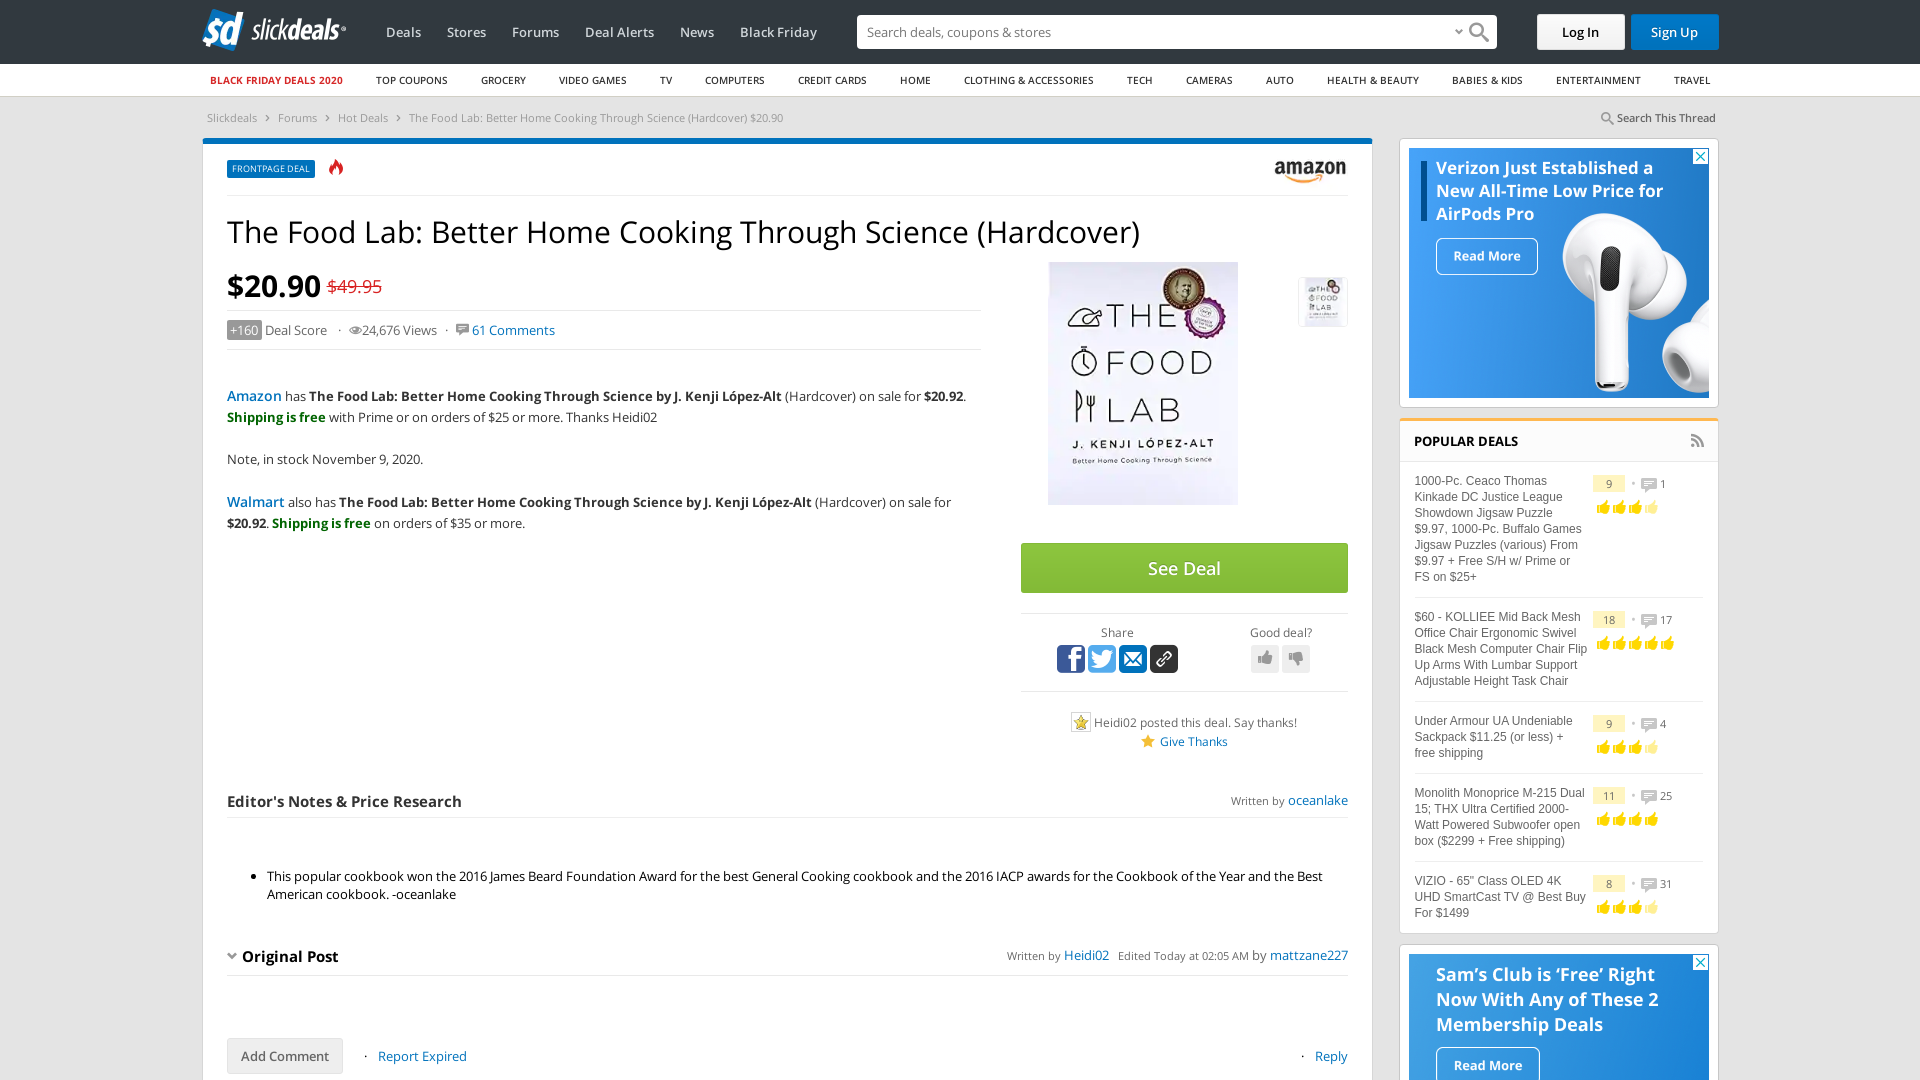 sd slickdeals
Deals
Stores
Forums
Deal Alerts
News
Black Friday
Search deals, coupons & stores
Log In
Sign Up
BLACK FRIDAY DEALS 2020
TOP COUPONS
GROCERY
VIDEO GAMES
TV
COMPUTERS
CREDIT CARDS
HOME
CLOTHING & ACCESSORIES
TECH
CAMERAS
AUTO
HEALTH & BEAUTY
BABIES & KIDS
ENTERTAINMENT
TRAVEL
Slickdeals › Forums › Hot Deals › The Food Lab: Better Home Cooking Through Science (Hardcover) $20.90
Search This Thread
FRONTPAGE DEAL
amazon
The Food Lab: Better Home Cooking Through Science (Hardcover)
$20.90 $49.95
+160 Deal Score · 24,676 Views · 61 Comments
Amazon has The Food Lab: Better Home Cooking Through Science by J. Kenji López-Alt (Hardcover) on sale for $20.92.
Shipping is free with Prime or on orders of $25 or more. Thanks Heidi02
Note, in stock November 9, 2020.
Walmart also has The Food Lab: Better Home Cooking Through Science by J. Kenji López-Alt (Hardcover) on sale for
$20.92. Shipping is free on orders of $35 or more.
THE
FOOD
LAB
J. KENJI LÓPEZ-ALT
Better Home Cooking Through Science
THE
FOOD
LAB
See Deal
Share
Good deal?
Heidi02 posted this deal. Say thanks!
Give Thanks
Editor's Notes & Price Research
Written by oceanlake
• This popular cookbook won the 2016 James Beard Foundation Award for the best General Cooking cookbook and the 2016 IACP awards for the Cookbook of the Year and the Best
American cookbook. -oceanlake
Original Post
Written by Heidi02 Edited Today at 02:05 AM by mattzane227
Add Comment
· Report Expired
· Reply
Verizon Just Established a
New All-Time Low Price for
AirPods Pro
Read More
POPULAR DEALS
1000-Pc. Ceaco Thomas
Kinkade DC Justice League
Showdown Jigsaw Puzzle
$9.97, 1000-Pc. Buffalo Games
Jigsaw Puzzles (various) From
$9.97 + Free S/H w/ Prime or
FS on $25+
9 • 1
$60 - KOLLIEE Mid Back Mesh
Office Chair Ergonomic Swivel
Black Mesh Computer Chair Flip
Up Arms With Lumbar Support
Adjustable Height Task Chair
18 • 17
Under Armour UA Undeniable
Sackpack $11.25 (or less) +
free shipping
9 • 4
Monolith Monoprice M-215 Dual
15; THX Ultra Certified 2000-
Watt Powered Subwoofer open
box ($2299 + Free shipping)
11 • 25
VIZIO - 65" Class OLED 4K
UHD SmartCast TV @ Best Buy
For $1499
8 • 31
Sam's Club is 'Free' Right
Now With Any of These 2
Membership Deals
Read More